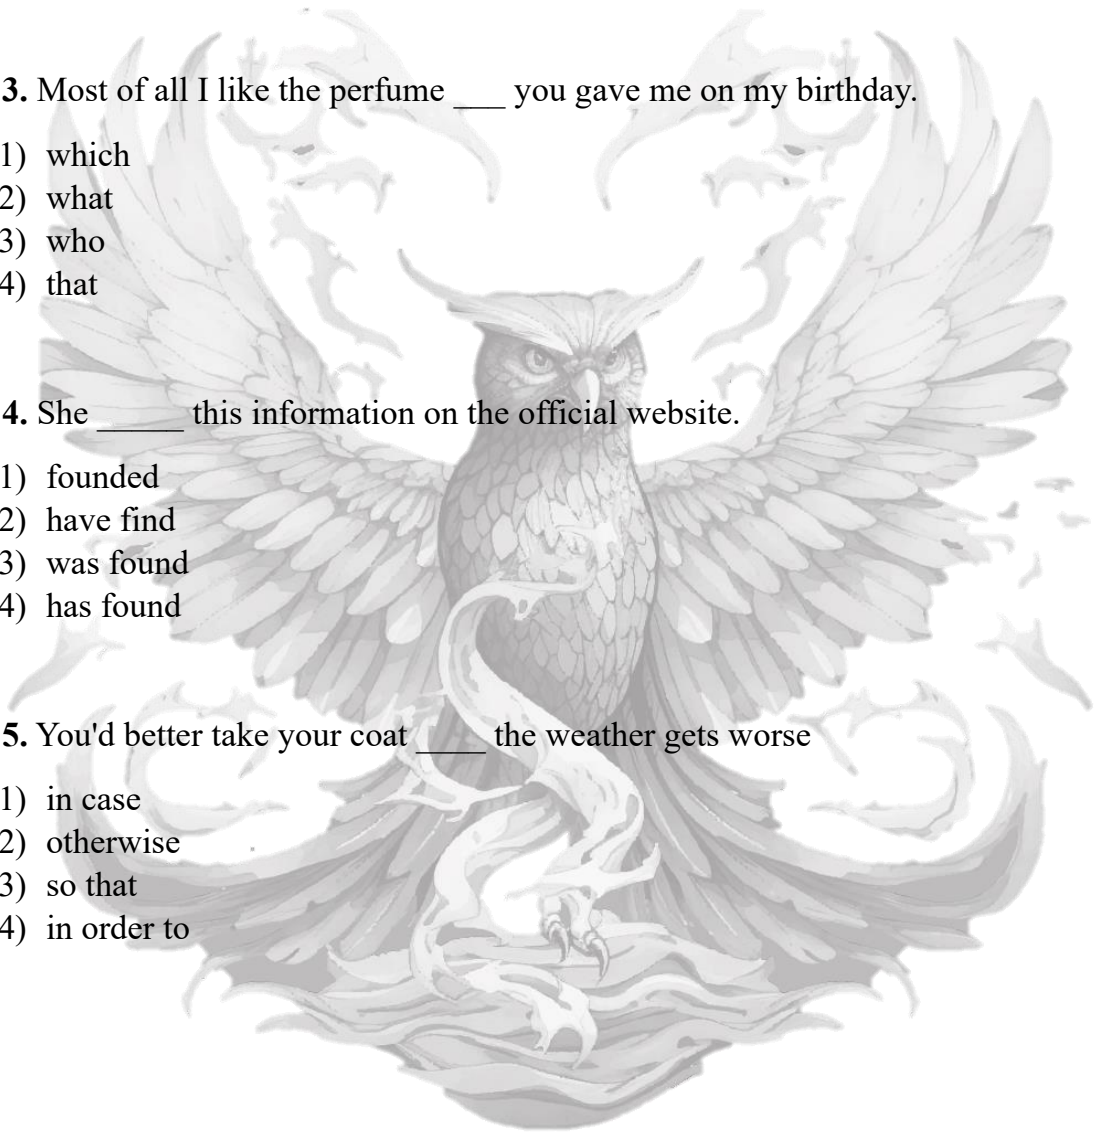 3. Most of all I like the perfume ___ you gave me on my birthday.
1) which
2) what
3) who
4) that
4. She _____ this information on the official website.
1) founded
2) have find
3) was found
4) has found
5. You'd better take your coat ____ the weather gets worse
1) in case
2) otherwise
3) so that
4) in order to